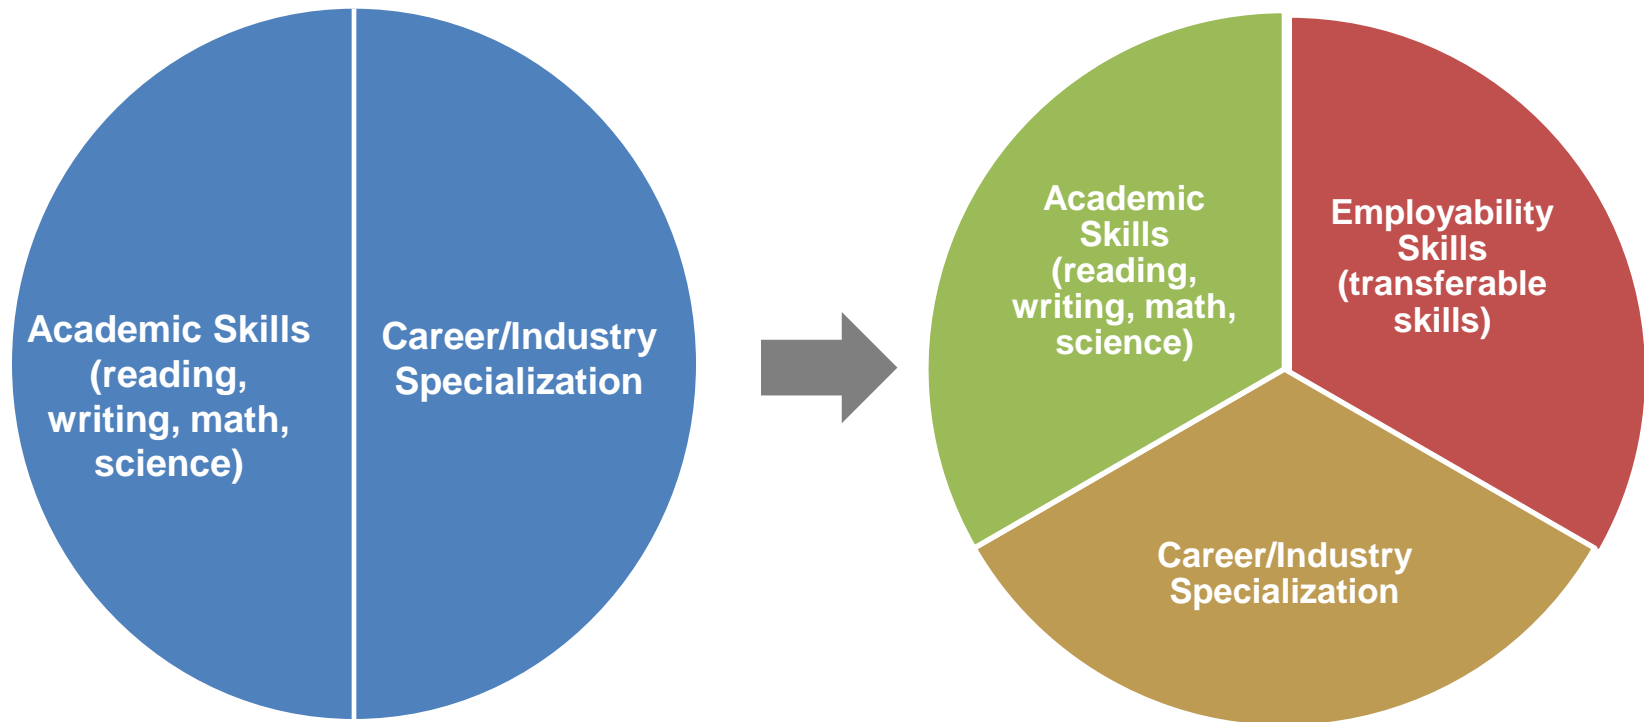 Academic Skills
(reading,
writing, math,
science)
Career/Industry
Specialization
Academic
Skills
(reading,
writing, math,
science)
Employability
Skills
(transferable
skills)
Career/Industry
Specialization